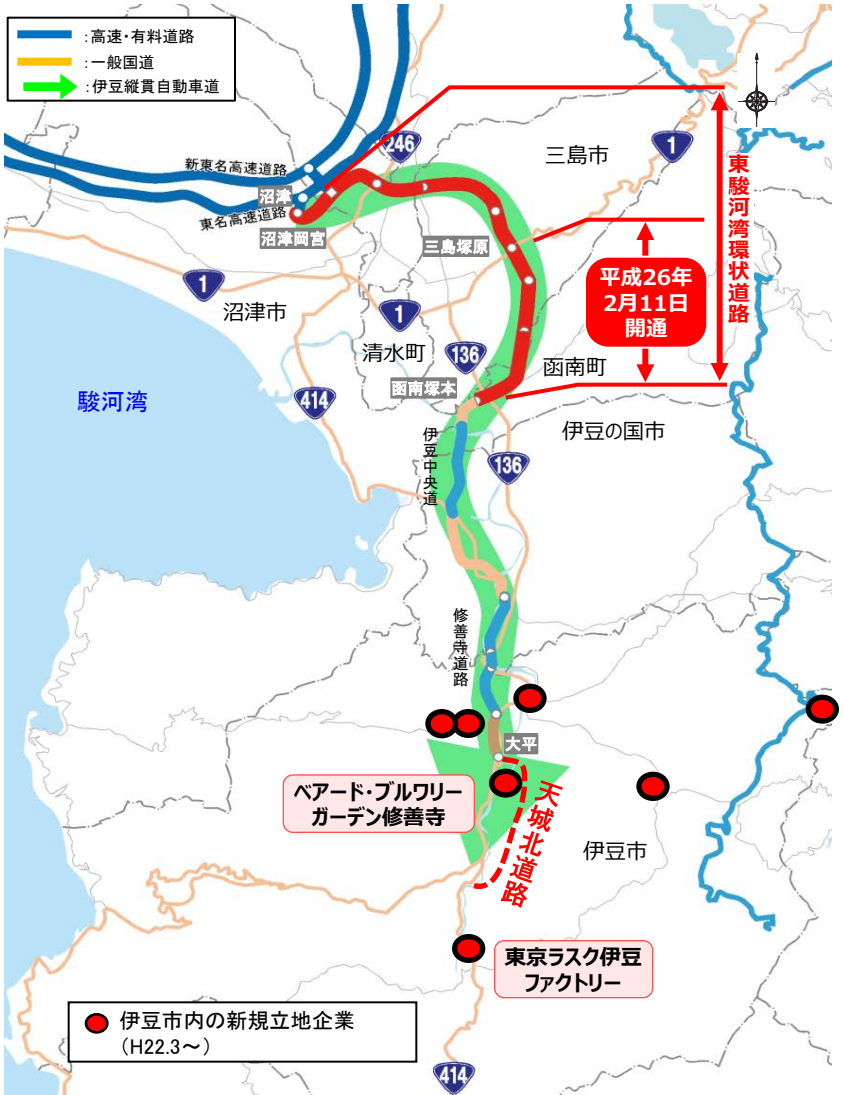 :高速・有料道路
:一般国道
:伊豆縦貫自動車道
246
三島市
1
新東名高速道路
沼津
東名高速道路
沼津岡宮
三島塚原
東駿河湾環状道路
平成26年
2月11日
開通
1
沼津市
1
清水町
136
函南町
函南塚本
414
駿河湾
伊豆の国市
伊豆中央道
136
修善寺道路
大平
ベアード・ブルワリー
ガーデン修善寺
天城北道路
伊豆市
東京ラスク伊豆
ファクトリー
伊豆市内の新規立地企業
(H22.3～)
414